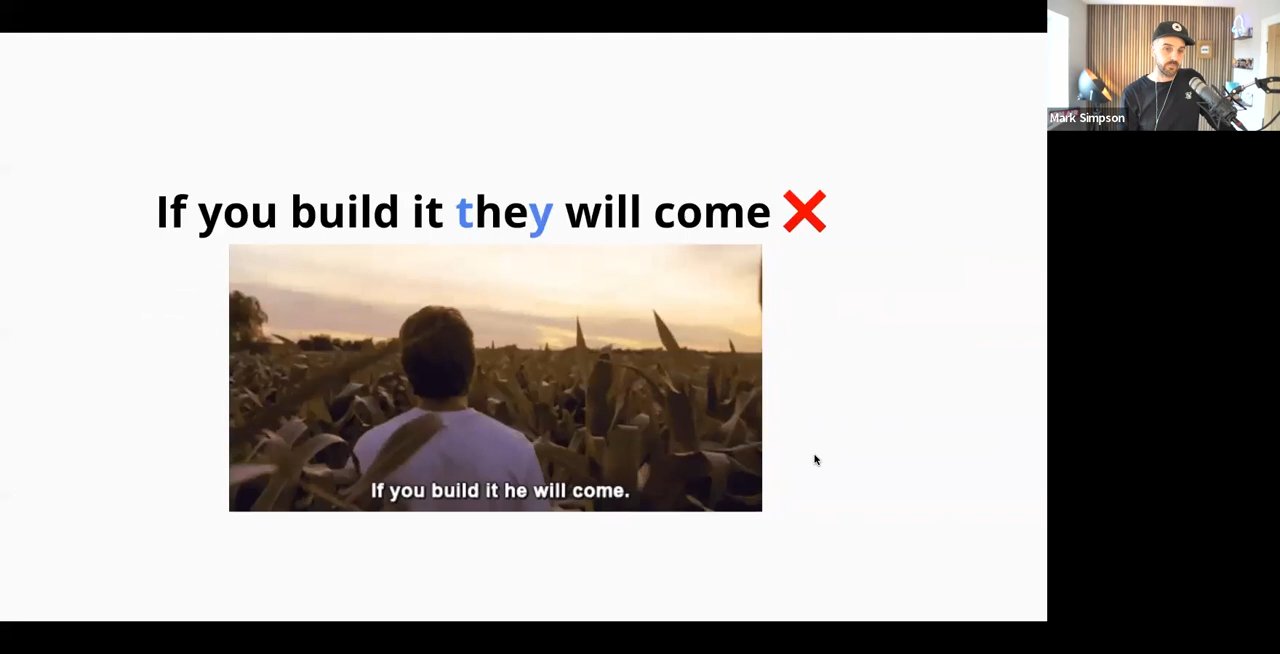 If you build it they will come ❌
If you build it he will come.
Mark Simpson